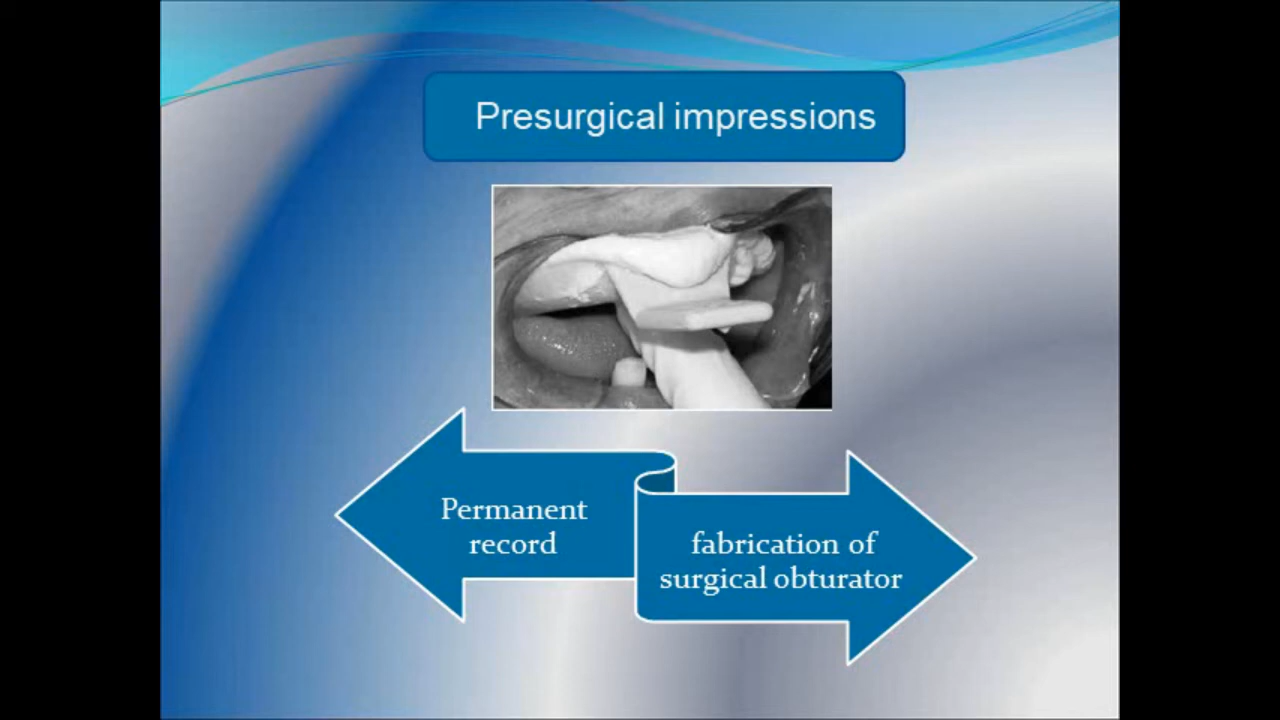 Presurgical impressions
Permanent
record
fabrication of
surgical obturator